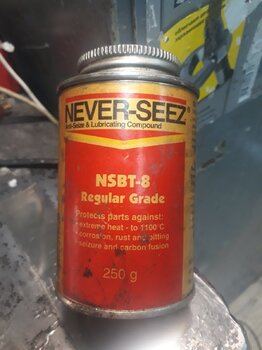 NEVER-SEEZ®
Anti-Seize & Lubricating Compound
NSBT-8
Regular Grade
Protects parts against:
extreme heat - to 1100°C
corrosion, rust and pitting
seizure and carbon fusion
250 g